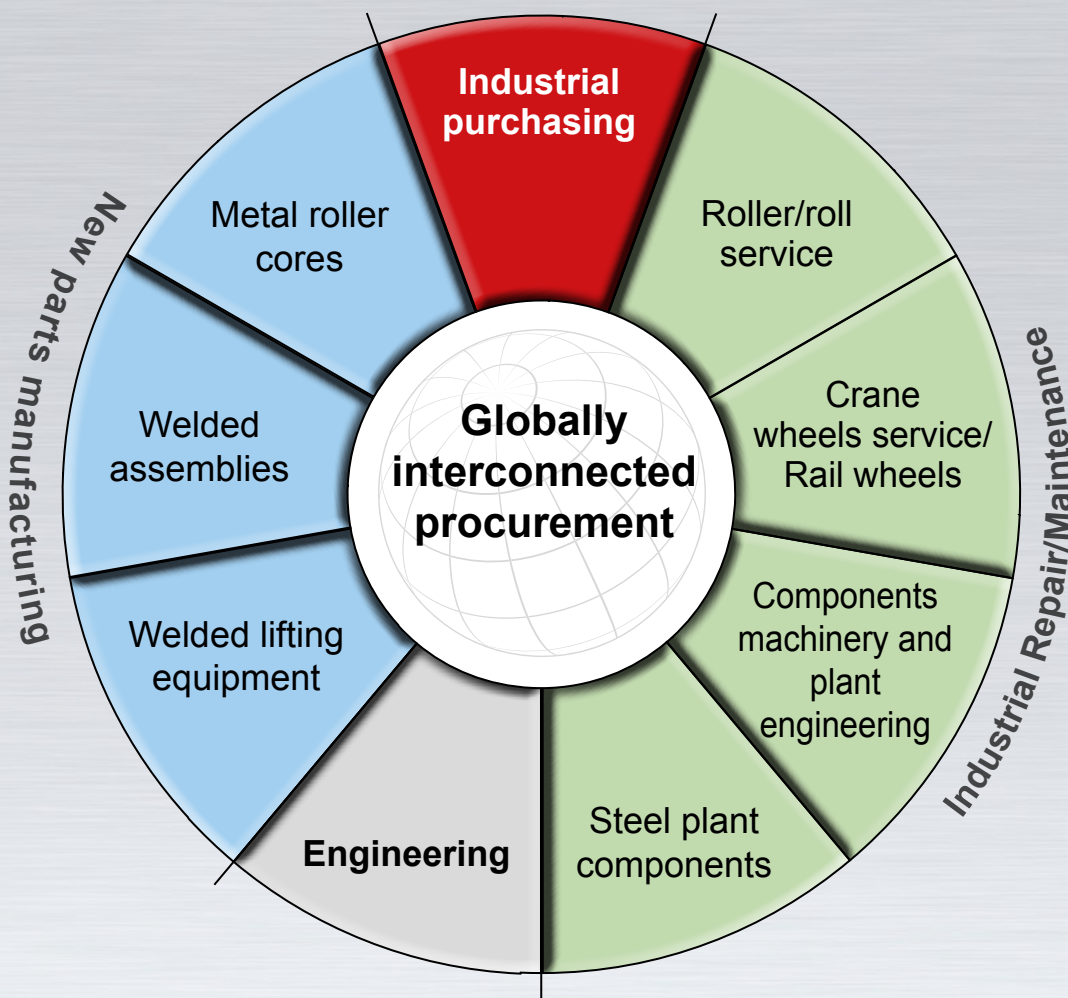 Industrial
purchasing
Roller/roll
service
Crane
wheels service/
Rail wheels
Components
machinery and
plant
engineering
Steel plant
components
Engineering
Welded lifting
equipment
Welded
assemblies
Metal roller
cores
Globally
interconnected
procurement
New parts manufacturing
Industrial Repair/Maintenance